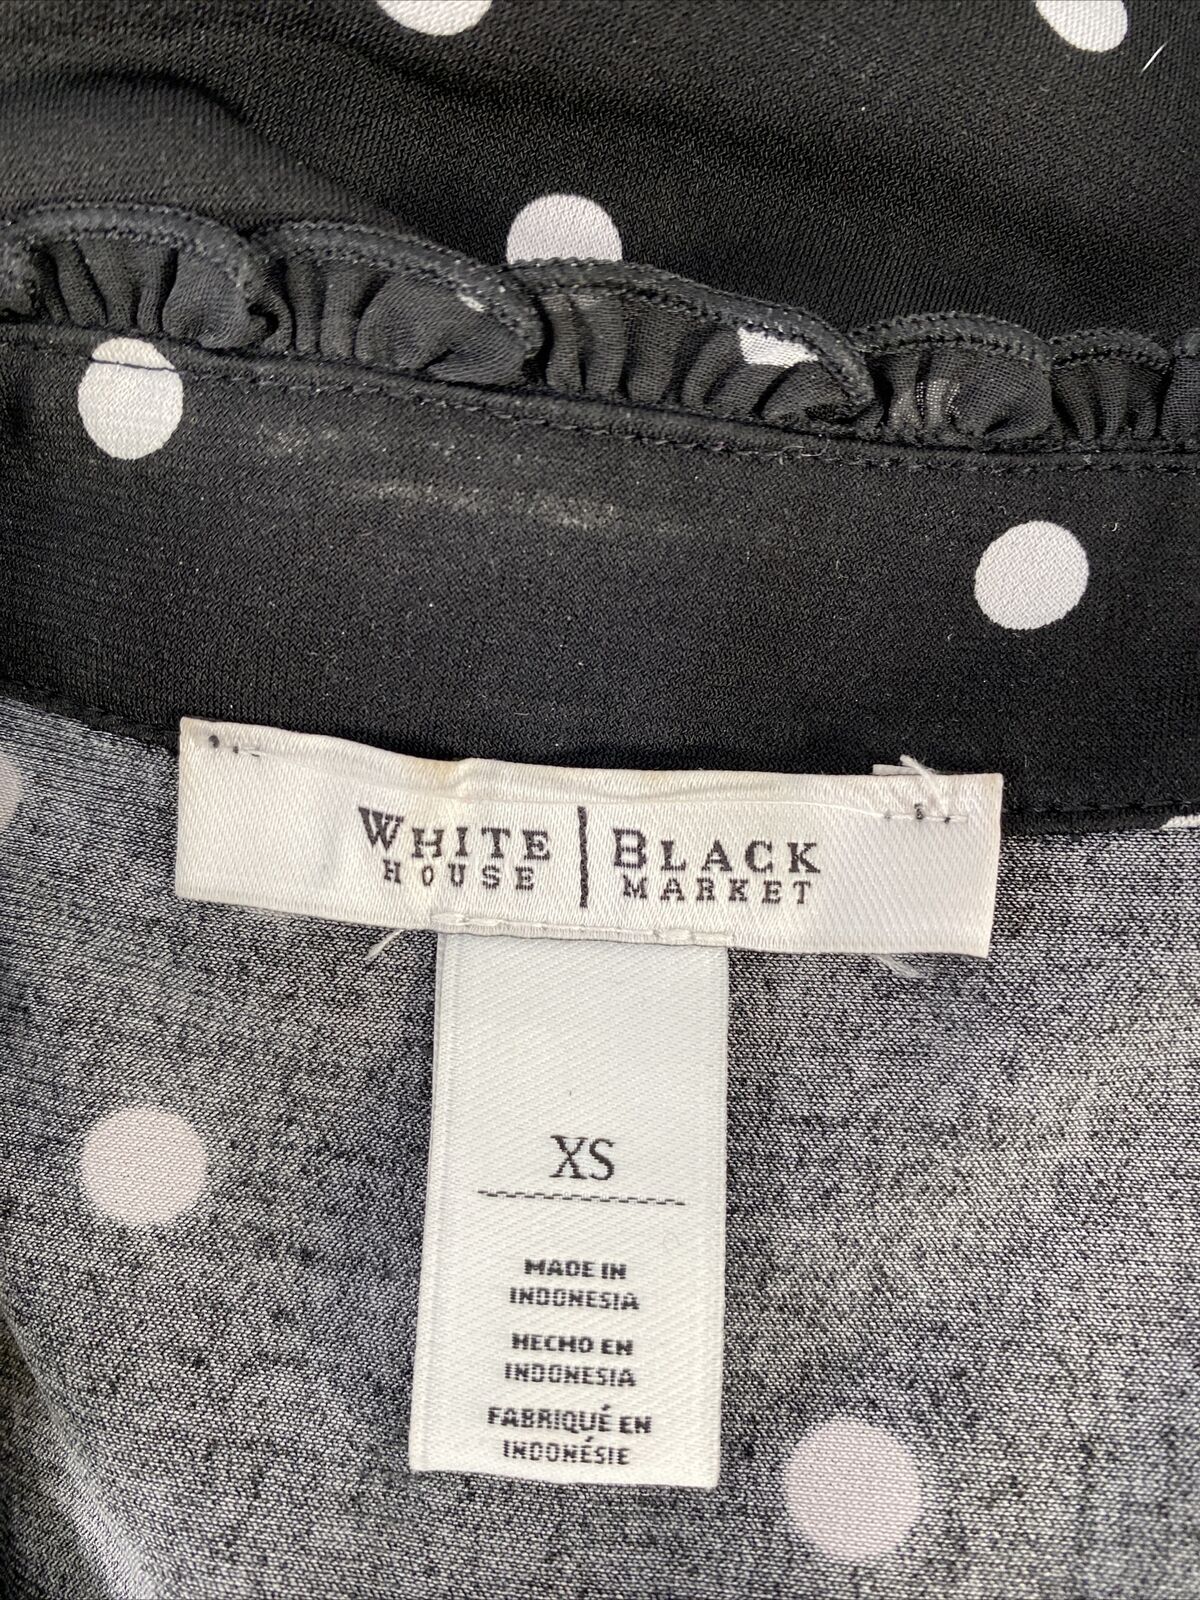 WHITE | BLACK
HOUSE | MARKET
XS
MADE IN
INDONESIA
HECHO EN
INDONESIA
FABRIQUÉ EN
INDONÉSIE